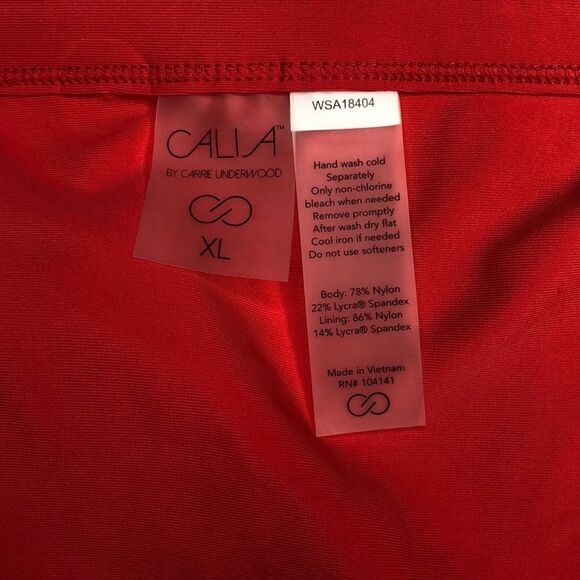 CALIA™
BY CARRIE UNDERWOOD
XL
WSA18404
Hand wash cold
Separately
Only non-chlorine
bleach when needed
Remove promptly
After wash dry flat
Cool iron if needed
Do not use softeners
Body: 78% Nylon
22% Lycra® Spandex
Lining: 86% Nylon
14% Lycra® Spandex
Made in Vietnam
RN# 104141